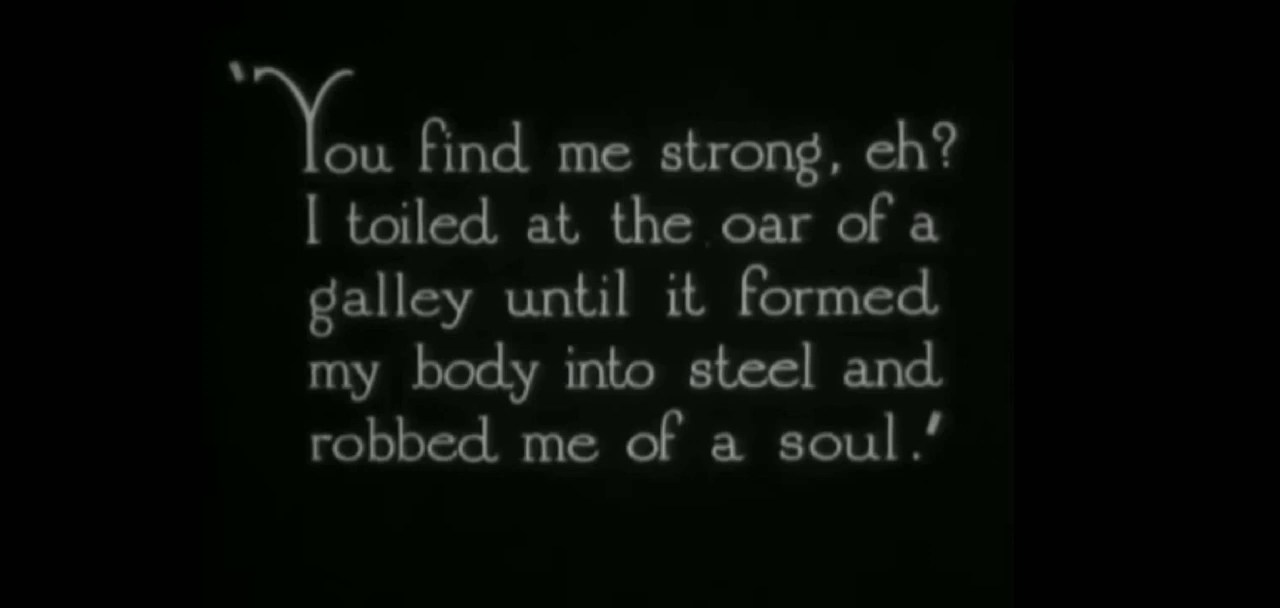 "You find me strong, eh?
I toiled at the oar of a
galley until it formed
my body into steel and
robbed me of a soul."